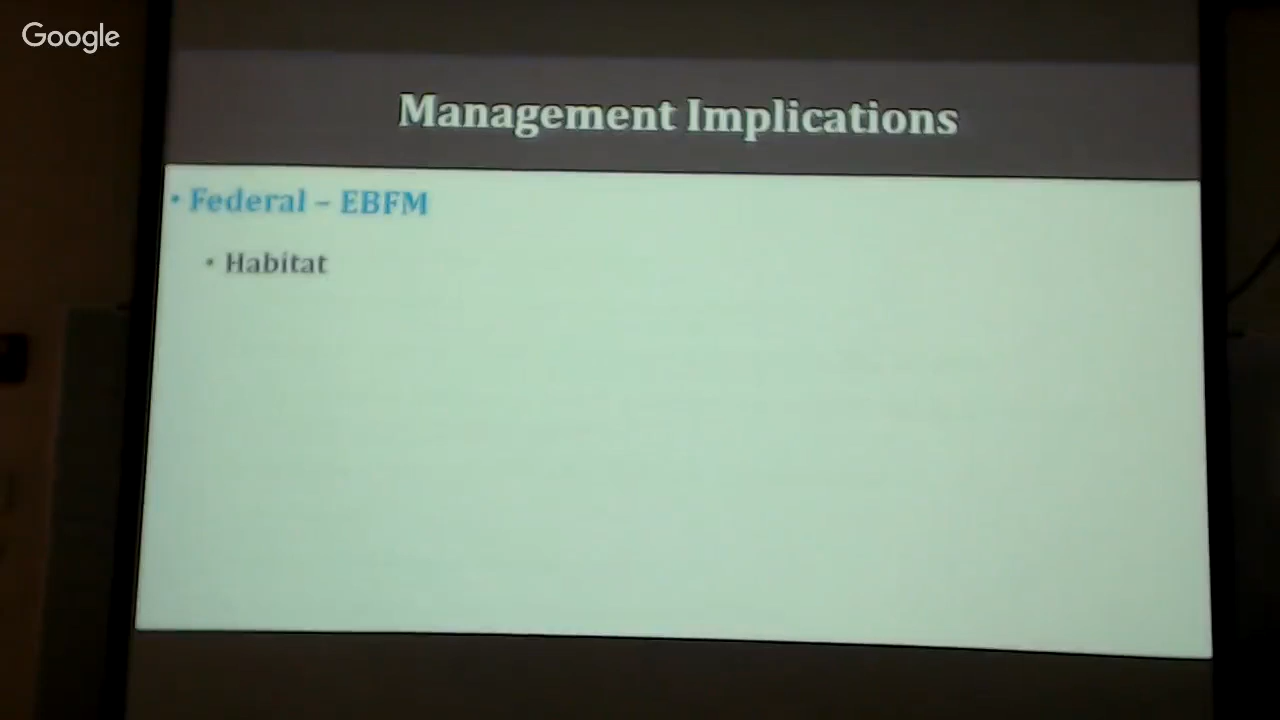 Google
Management Implications
• Federal – EBFM
• Habitat